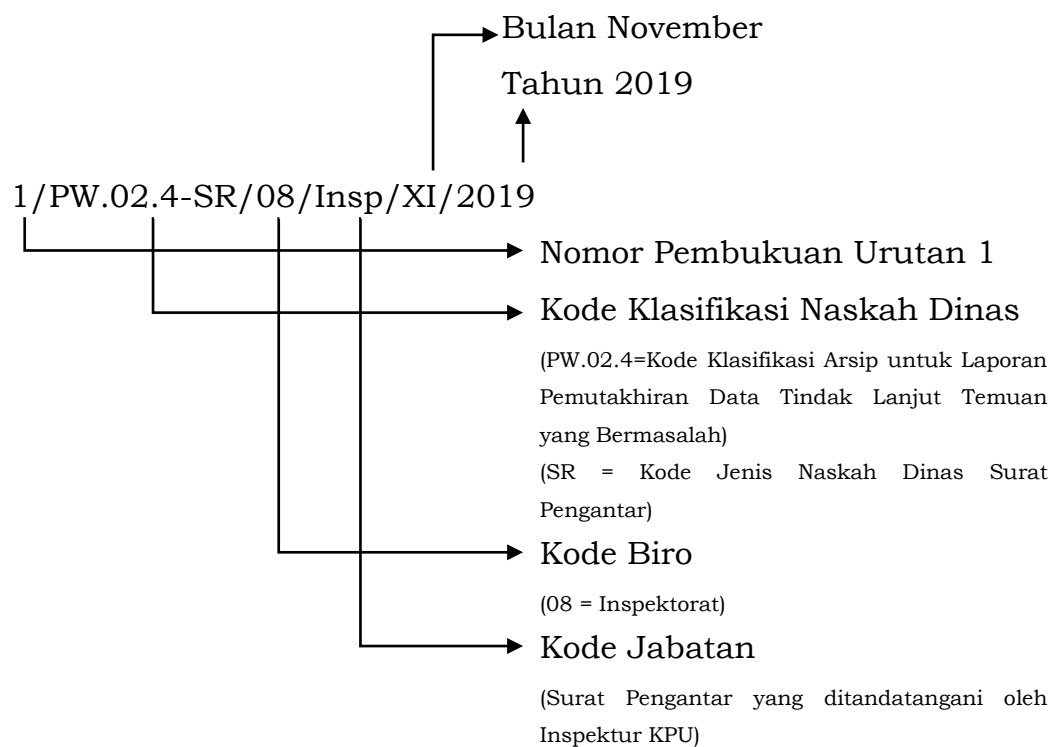 Bulan November
Tahun 2019
1/PW.02.4-SR/08/Insp/XI/2019
Nomor Pembukuan Urutan 1
Kode Klasifikasi Naskah Dinas
(PW.02.4=Kode Klasifikasi Arsip untuk Laporan
Pemutakhiran Data Tindak Lanjut Temuan
yang Bermasalah)
(SR = Kode Jenis Naskah Dinas Surat
Pengantar)
Kode Biro
(08 = Inspektorat)
Kode Jabatan
(Surat Pengantar yang ditandatangani oleh
Inspektur KPU)